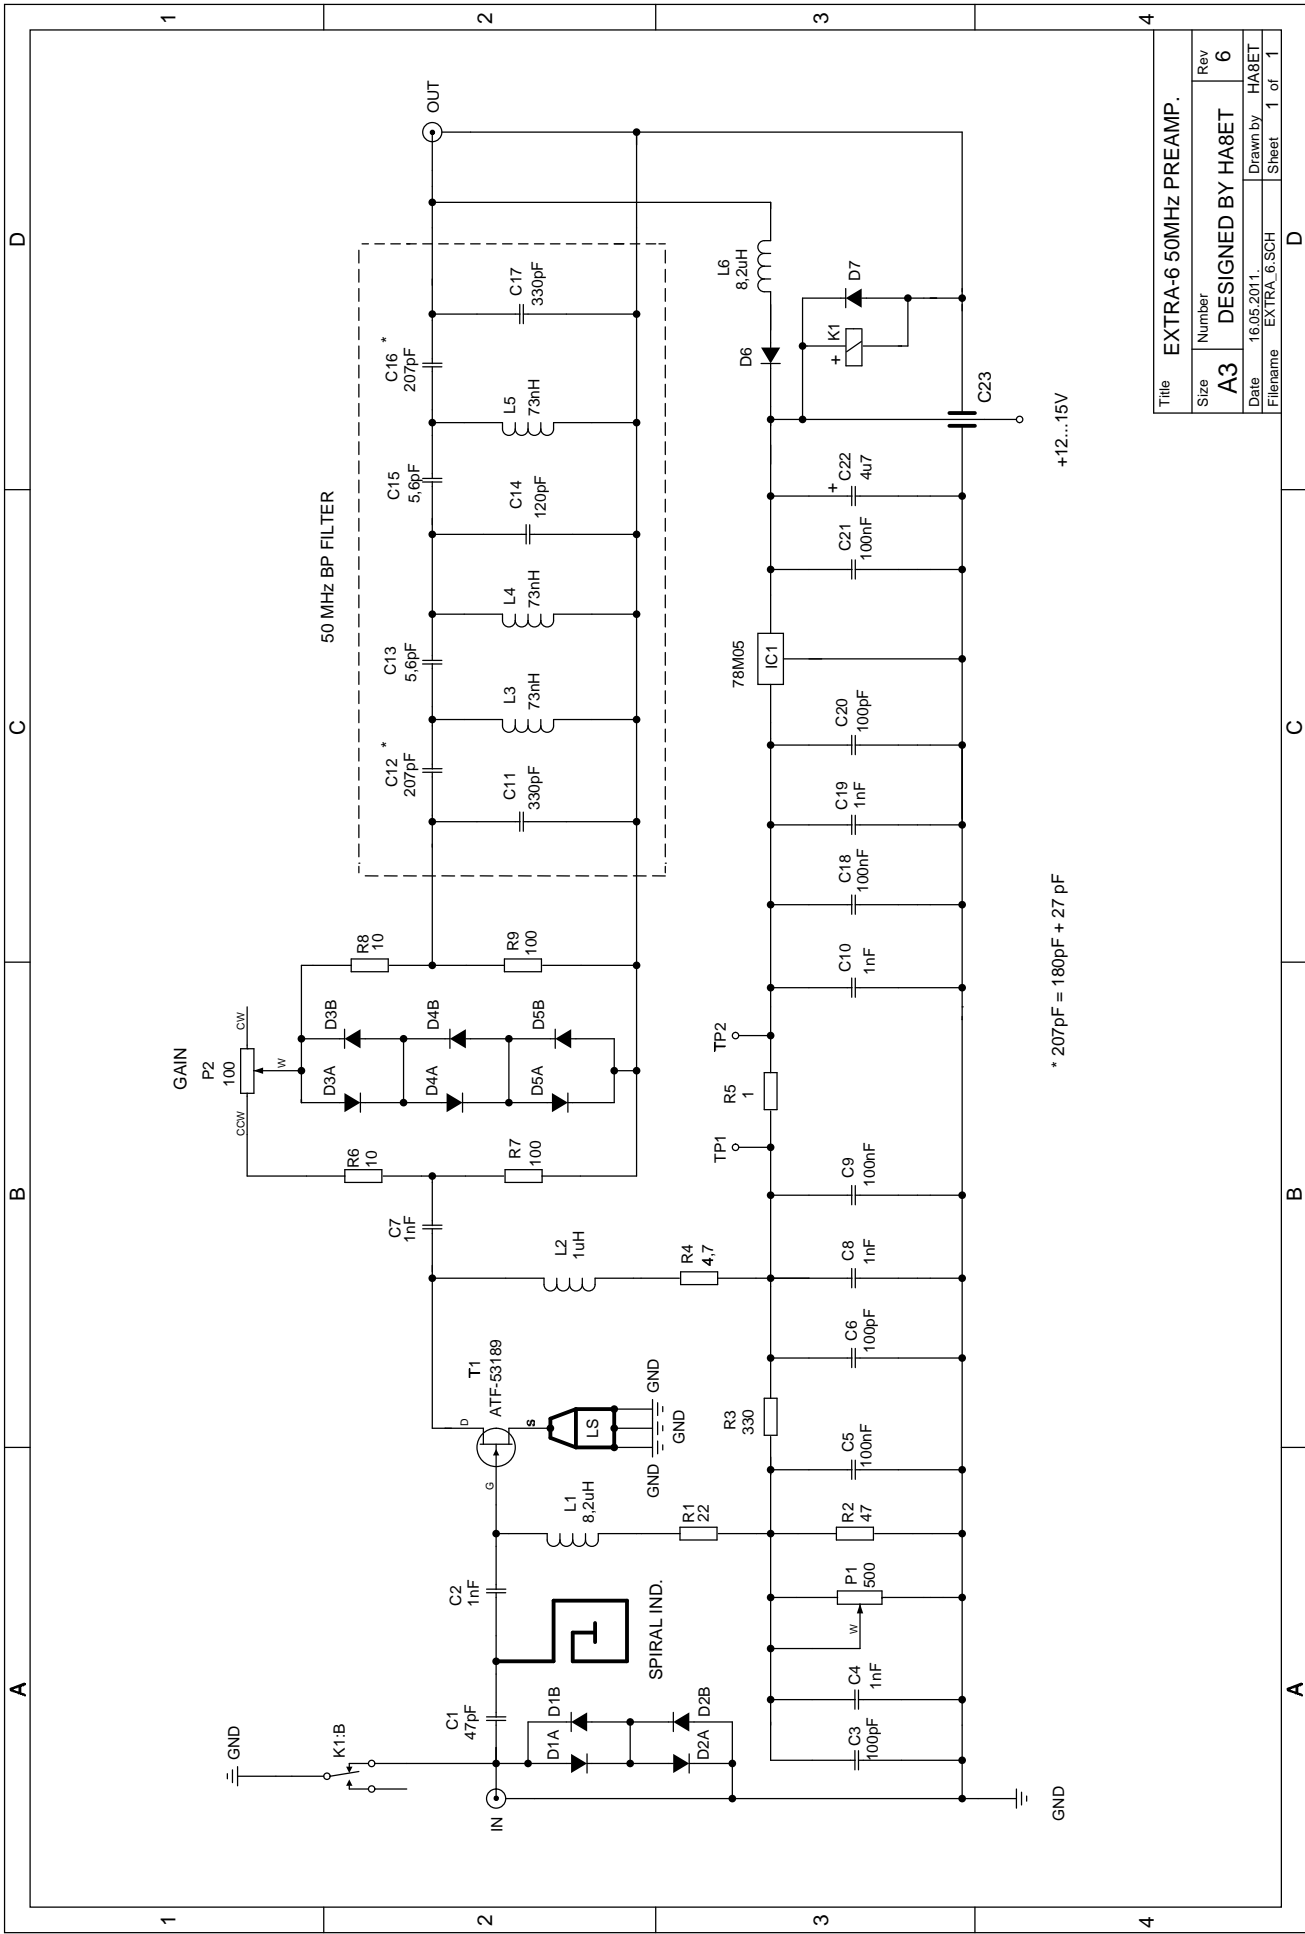 1
2
3
4
A
B
C
D
GND
K1:B
IN
C1
47pF
D1A
D1B
D2A
D2B
SPIRAL IND.
C2
1nF
L1
8,2uH
R1
22
G
D
S
T1
ATF-53189
LS
GND
GND
GND
C7
1nF
L2
1uH
R4
4,7
GAIN
P2
100
CCW
CW
W
R6
10
R7
100
D3A
D3B
D4A
D4B
D5A
D5B
R8
10
R9
100
50 MHz BP FILTER
C12 *
207pF
C11
330pF
L3
73nH
C13
5,6pF
L4
73nH
C14
120pF
C15
5,6pF
L5
73nH
C16 *
207pF
C17
330pF
OUT
C3
100pF
C4
1nF
P1
500
W
R2
47
C5
100nF
R3
330
C6
100pF
C8
1nF
C9
100nF
TP1
R5
1
TP2
C10
1nF
C18
100nF
C19
1nF
C20
100pF
78M05
IC1
C21
100nF
+
C22
4u7
D6
L6
8,2uH
+
K1
D7
C23
+12...15V
GND
* 207pF = 180pF + 27 pF
Title
EXTRA-6 50MHz PREAMP.
Size
A3
Number
DESIGNED BY HA8ET
Rev
6
Date 16.05.2011.
Drawn by HA8ET
Filename EXTRA_6.SCH
Sheet 1 of 1
1
2
3
4
A
B
C
D